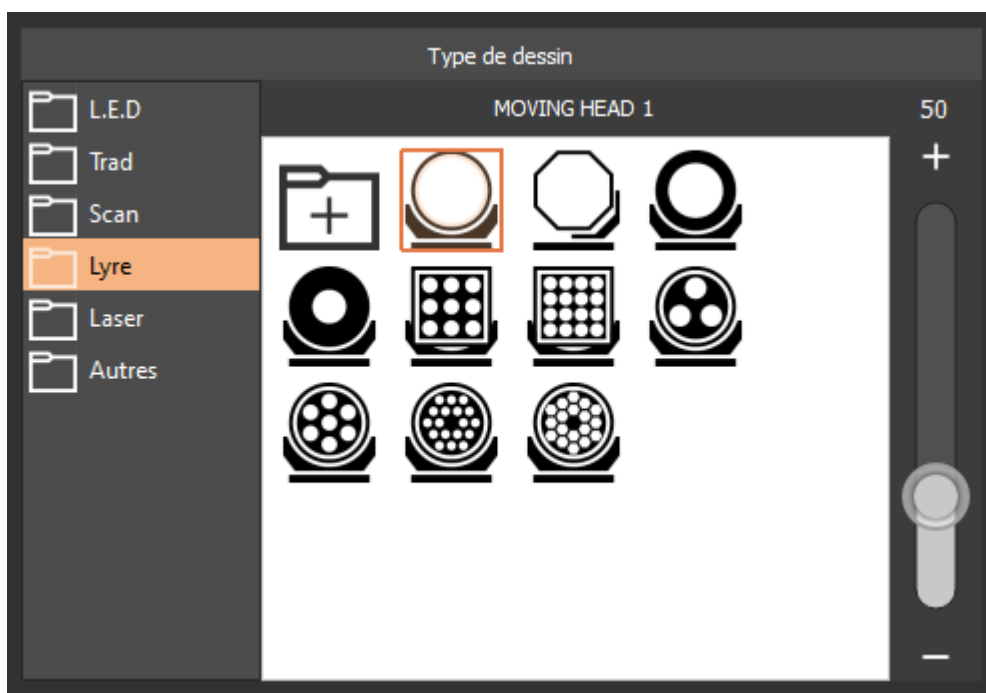 Type de dessin
MOVING HEAD 1
50
L.E.D
Trad
Scan
Lyre
Laser
Autres